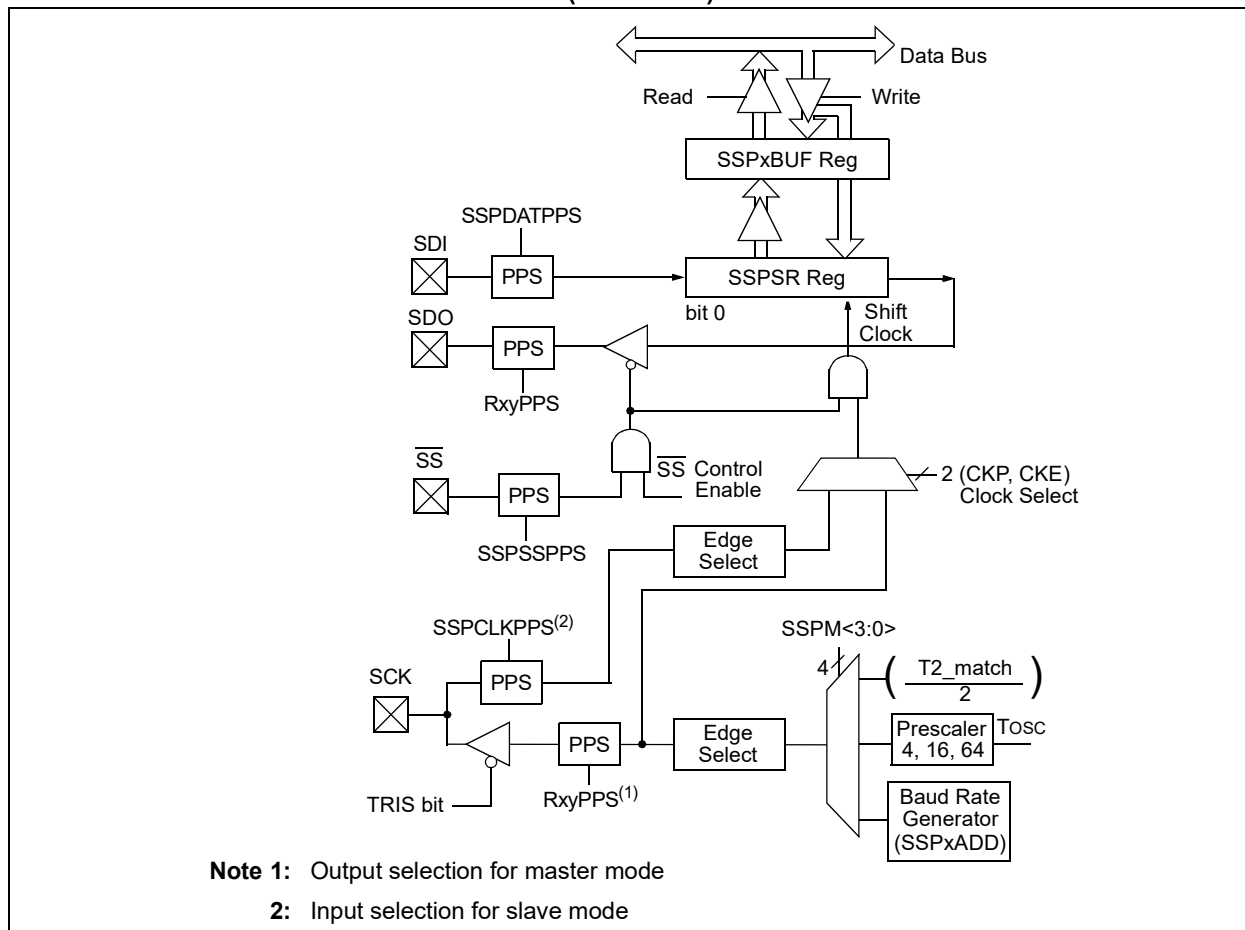 Data Bus
Read
Write
SSPxBUF Reg
SSPDATPPS
SDI
PPS
SSPSR Reg
bit 0
Shift
Clock
SDO
PPS
RxyPPS
SS
PPS
SSPSSPPS
SS Control
Enable
2 (CKP, CKE)
Clock Select
Edge
Select
SSPCLKPPS(2)
SCK
PPS
SSPM<3:0>
4
( T2_match )
2
Edge
Select
PPS
Prescaler
4, 16, 64
TOSC
RxyPPS(1)
TRIS bit
Baud Rate
Generator
(SSPxADD)
Note 1: Output selection for master mode
2: Input selection for slave mode